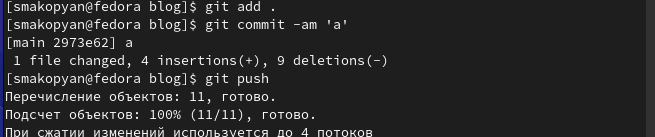 [smakopyan@fedora blog]$ git add .
[smakopyan@fedora blog]$ git commit -am 'a'
[main 2973e62] a
 1 file changed, 4 insertions(+), 9 deletions(-)
[smakopyan@fedora blog]$ git push
Перечисление объектов: 11, готово.
Подсчет объектов: 100% (11/11), готово.
При сжатии изменений используется до 4 потоков